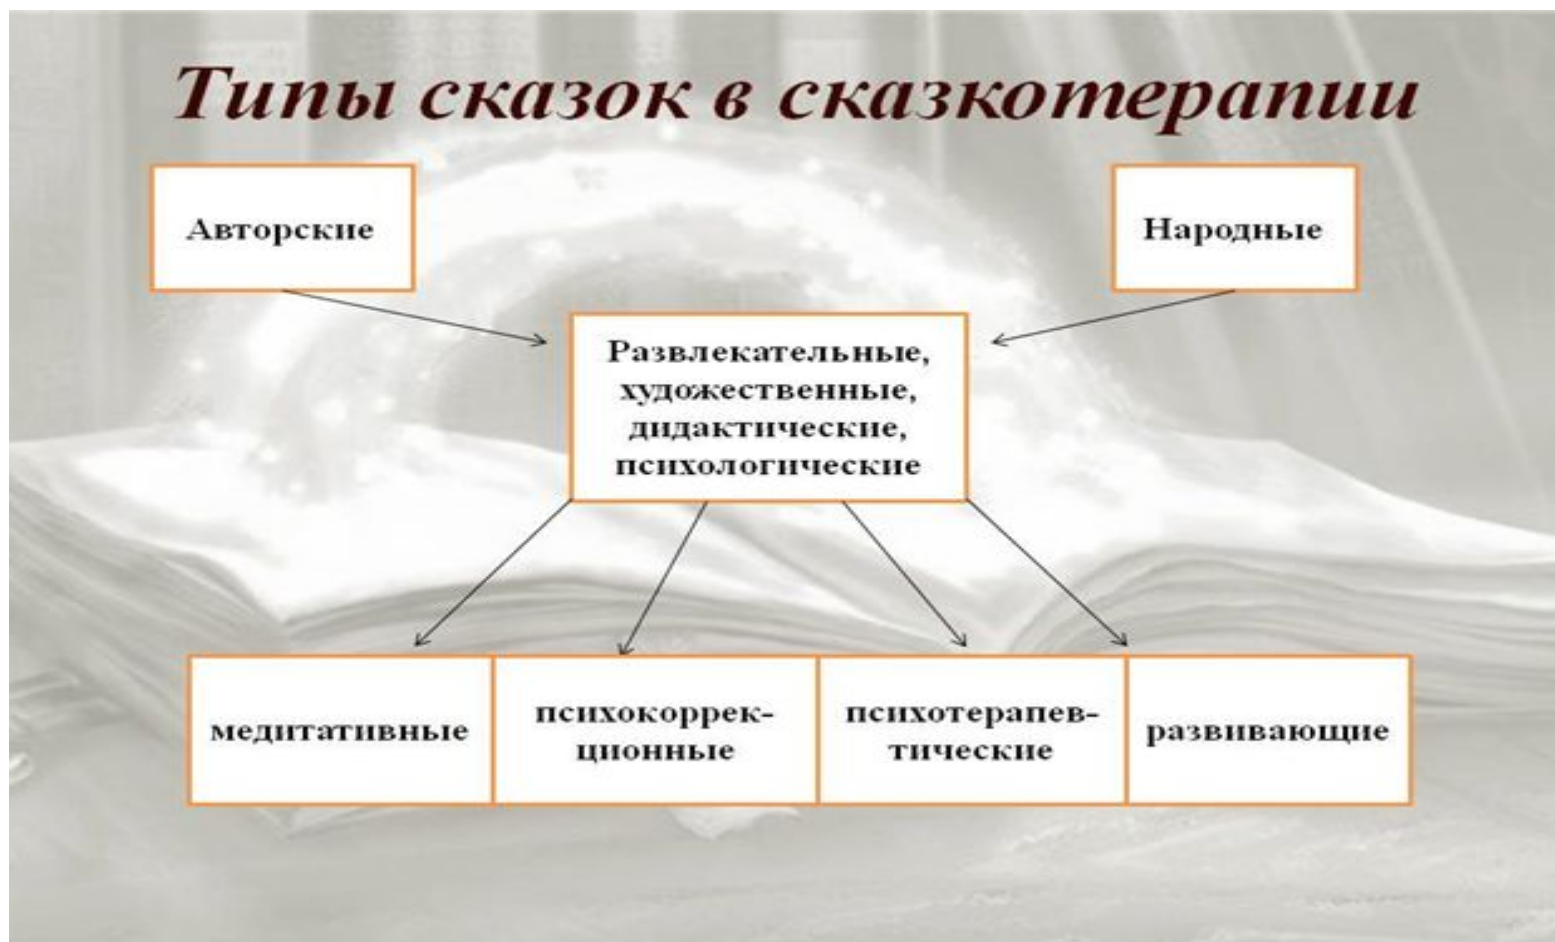 Типы сказок в сказкотерапии
Авторские
Народные
Развлекательные,
художественные,
дидактические,
психологические
медитативные
психокоррек-
ционные
психотерапев-
тические
развивающие